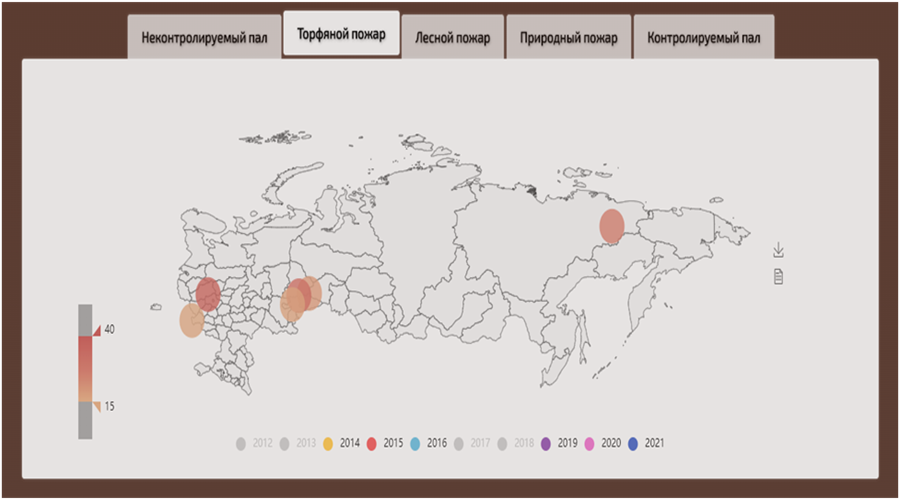 Неконтролируемый пал
Торфяной пожар
Лесной пожар
Природный пожар
Контролируемый пал
40
15
2012
2013
2014
2015
2016
2017
2018
2019
2020
2021